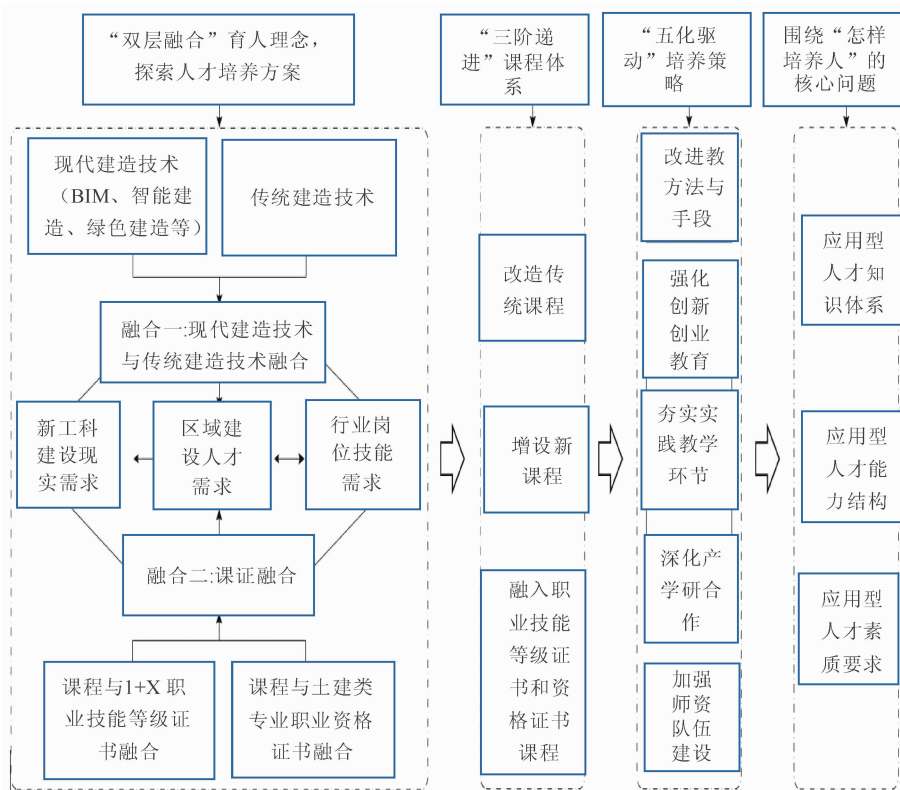 “双层融合”育人理念，
探索人才培养方案
“三阶递
进”课程体
系
“五化驱
动”培养策
略
围绕“怎样
培养人”的
核心问题
现代建造技术
（BIM、智能建
造、绿色建造等）
传统建造技术
融合一:现代建造技术
与传统建造技术融合
新工科
建设现
实需求
区域建
设人才
需求
行业岗
位技能
需求
融合二:课证融合
课程与1+X 职
业技能等级证
书融合
课程与土建类
专业职业资格
证书融合
改造传
统课程
增设新
课程
融入职
业技能
等级证
书和资
格证书
课程
改进教
方法与
手段
强化
创新
创业
教育
夯实实
践教学
环节
深化产
学研合
作
加强
师资
队伍
建设
应用型
人才知
识体系
应用型
人才能
力结构
应用型
人才素
质要求